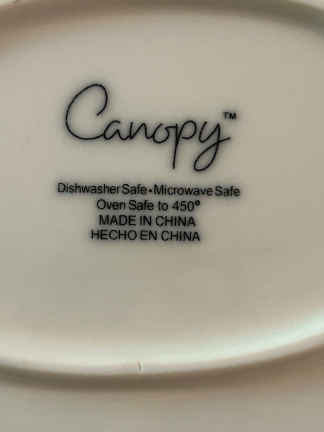 Canopy™
Dishwasher Safe • Microwave Safe
Oven Safe to 450°
MADE IN CHINA
HECHO EN CHINA